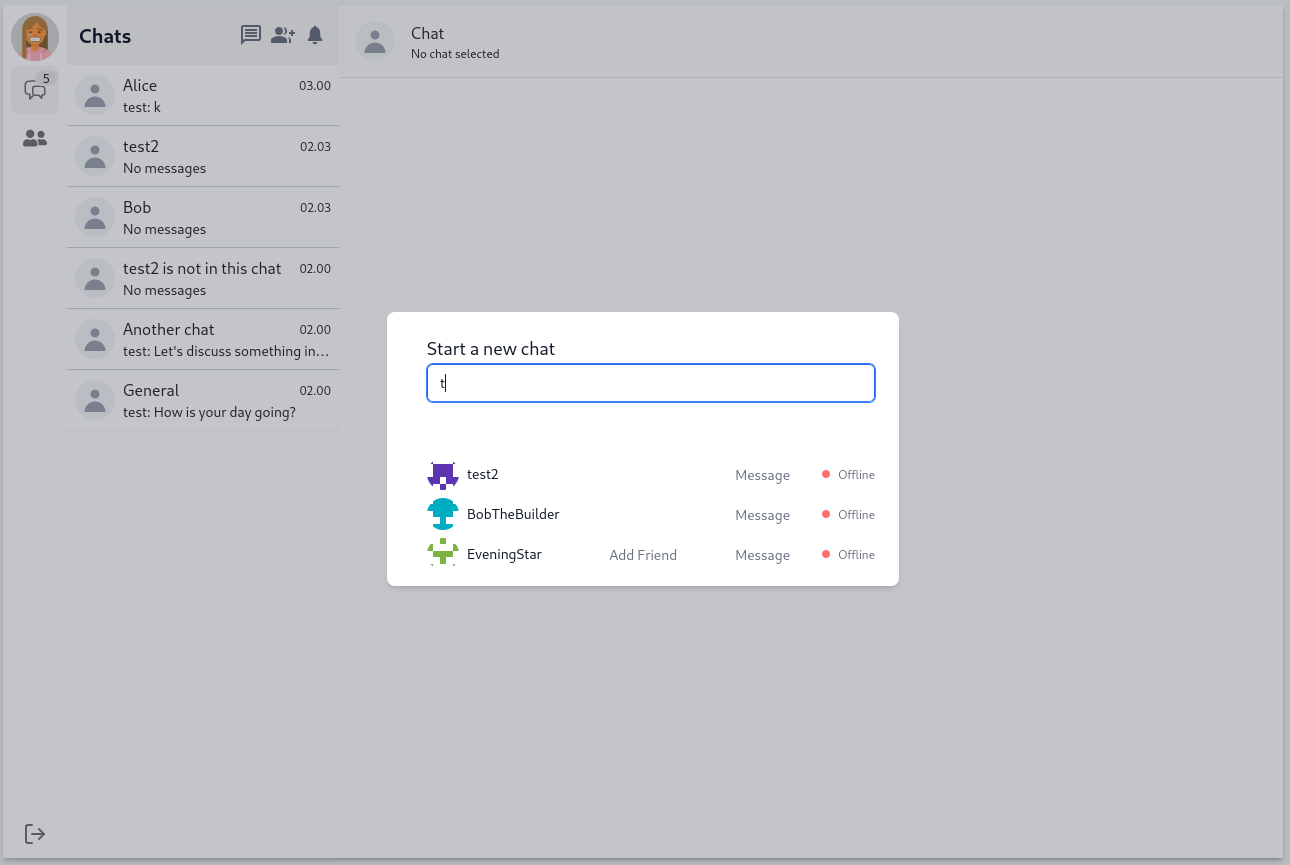 Chats
5
Alice 03.00
test: k
test2 02.03
No messages
Bob 02.03
No messages
test2 is not in this chat 02.00
No messages
Another chat 02.00
test: Let's discuss something in...
General 02.00
test: How is your day going?
Chat
No chat selected
Start a new chat
t
test2 Message Offline
BobTheBuilder Message Offline
EveningStar Add Friend Message Offline